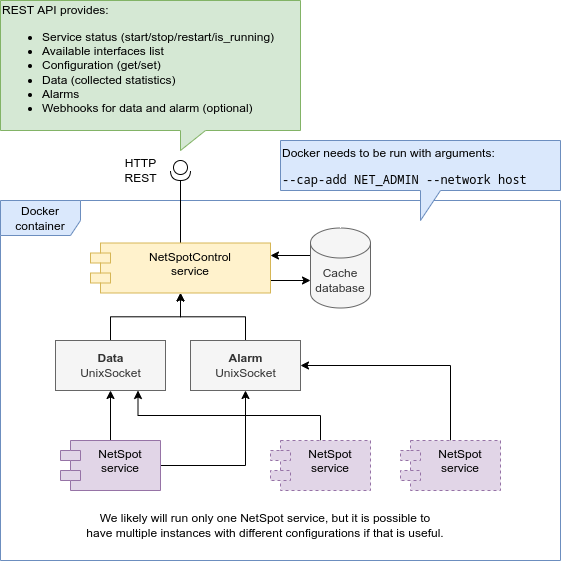 REST API provides:
• Service status (start/stop/restart/is_running)
• Available interfaces list
• Configuration (get/set)
• Data (collected statistics)
• Alarms
• Webhooks for data and alarm (optional)
HTTP
REST
Docker needs to be run with arguments:
--cap-add NET_ADMIN --network host
Docker
container
NetSpotControl
service
Cache
database
Data
UnixSocket
Alarm
UnixSocket
NetSpot
service
NetSpot
service
NetSpot
service
We likely will run only one NetSpot service, but it is possible to
have multiple instances with different configurations if that is useful.